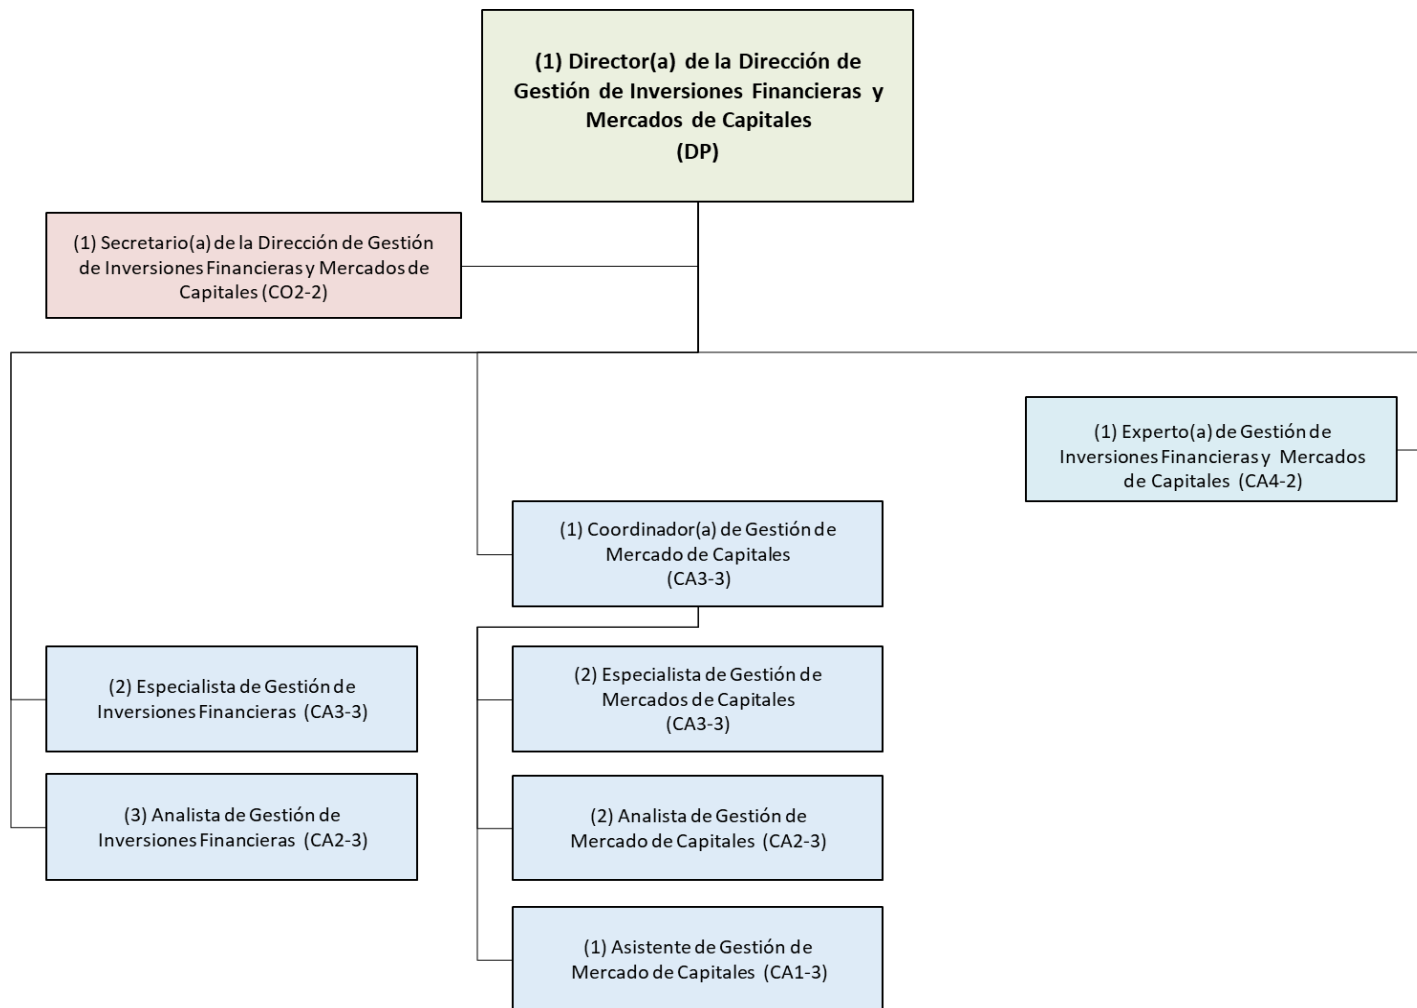 (1) Director(a) de la Dirección de
Gestión de Inversiones Financieras y
Mercados de Capitales
(DP)
(1) Secretario(a) de la Dirección de Gestión
de Inversiones Financieras y Mercados de
Capitales (CO2-2)
(1) Experto(a) de Gestión de
Inversiones Financieras y Mercados
de Capitales (CA4-2)
(1) Coordinador(a) de Gestión de
Mercado de Capitales
(CA3-3)
(2) Especialista de Gestión de
Inversiones Financieras (CA3-3)
(2) Especialista de Gestión de
Mercados de Capitales
(CA3-3)
(3) Analista de Gestión de
Inversiones Financieras (CA2-3)
(2) Analista de Gestión de
Mercado de Capitales (CA2-3)
(1) Asistente de Gestión de
Mercado de Capitales (CA1-3)